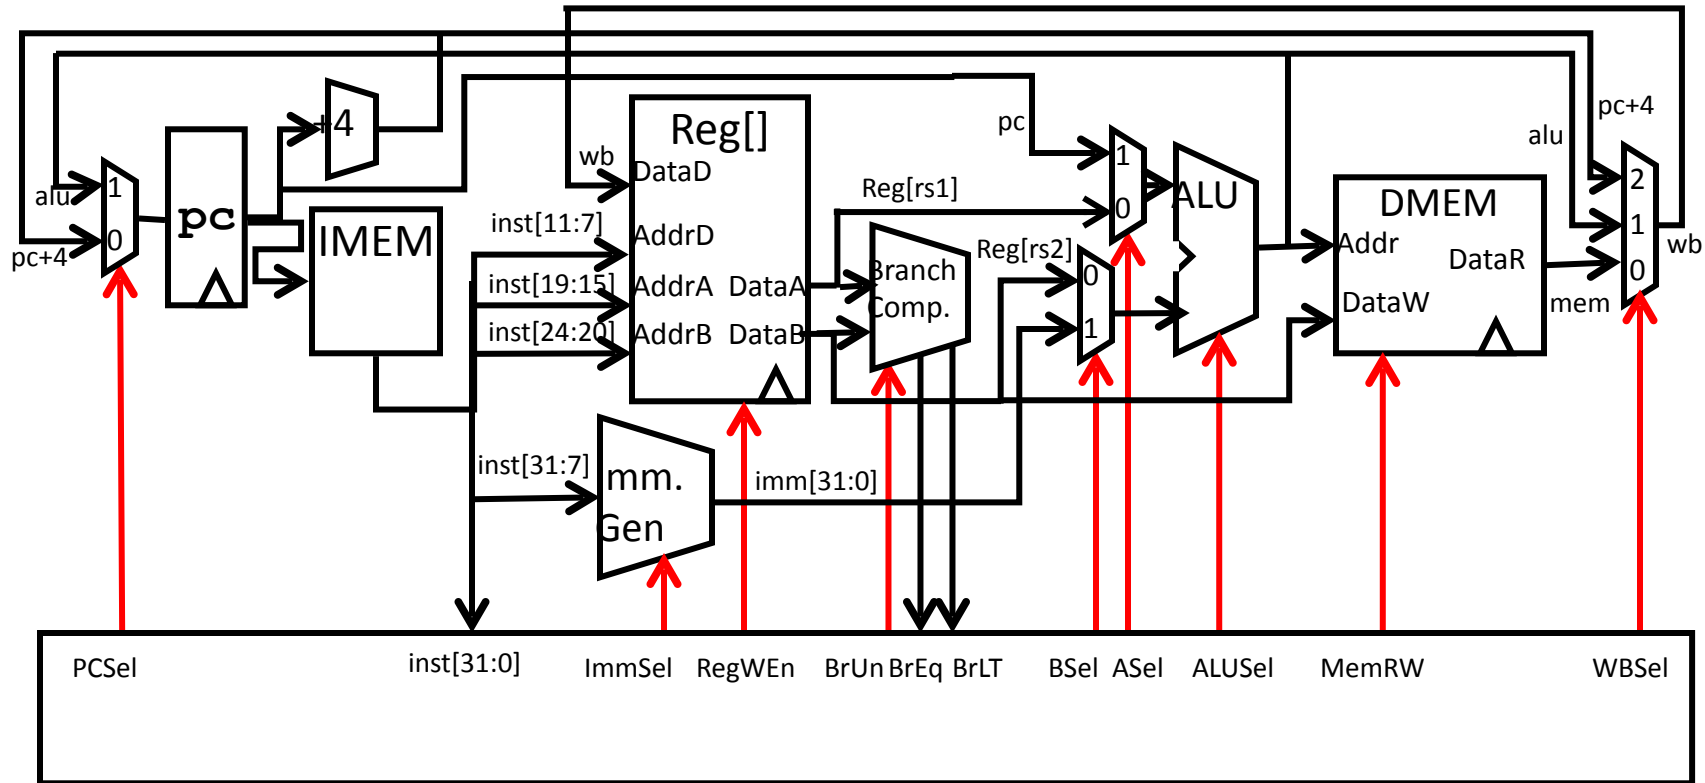 pc+4
alu
pc
+4
Reg[]
wb
DataD
1
alu
pc
0
pc+4
IMEM
inst[11:7]
AddrD
inst[19:15]
AddrA
DataA
inst[24:20]
AddrB
DataB
Reg[rs1]
Branch
Comp.
Reg[rs2]
1
0
0
1
ALU
DMEM
Addr
DataR
DataW
mem
2
1
0
wb
inst[31:7]
mm.
Gen
imm[31:0]
PCSel
inst[31:0]
ImmSel
RegWEn
BrUn
BrEq
BrLT
BSel
ASel
ALUSel
MemRW
WBSel